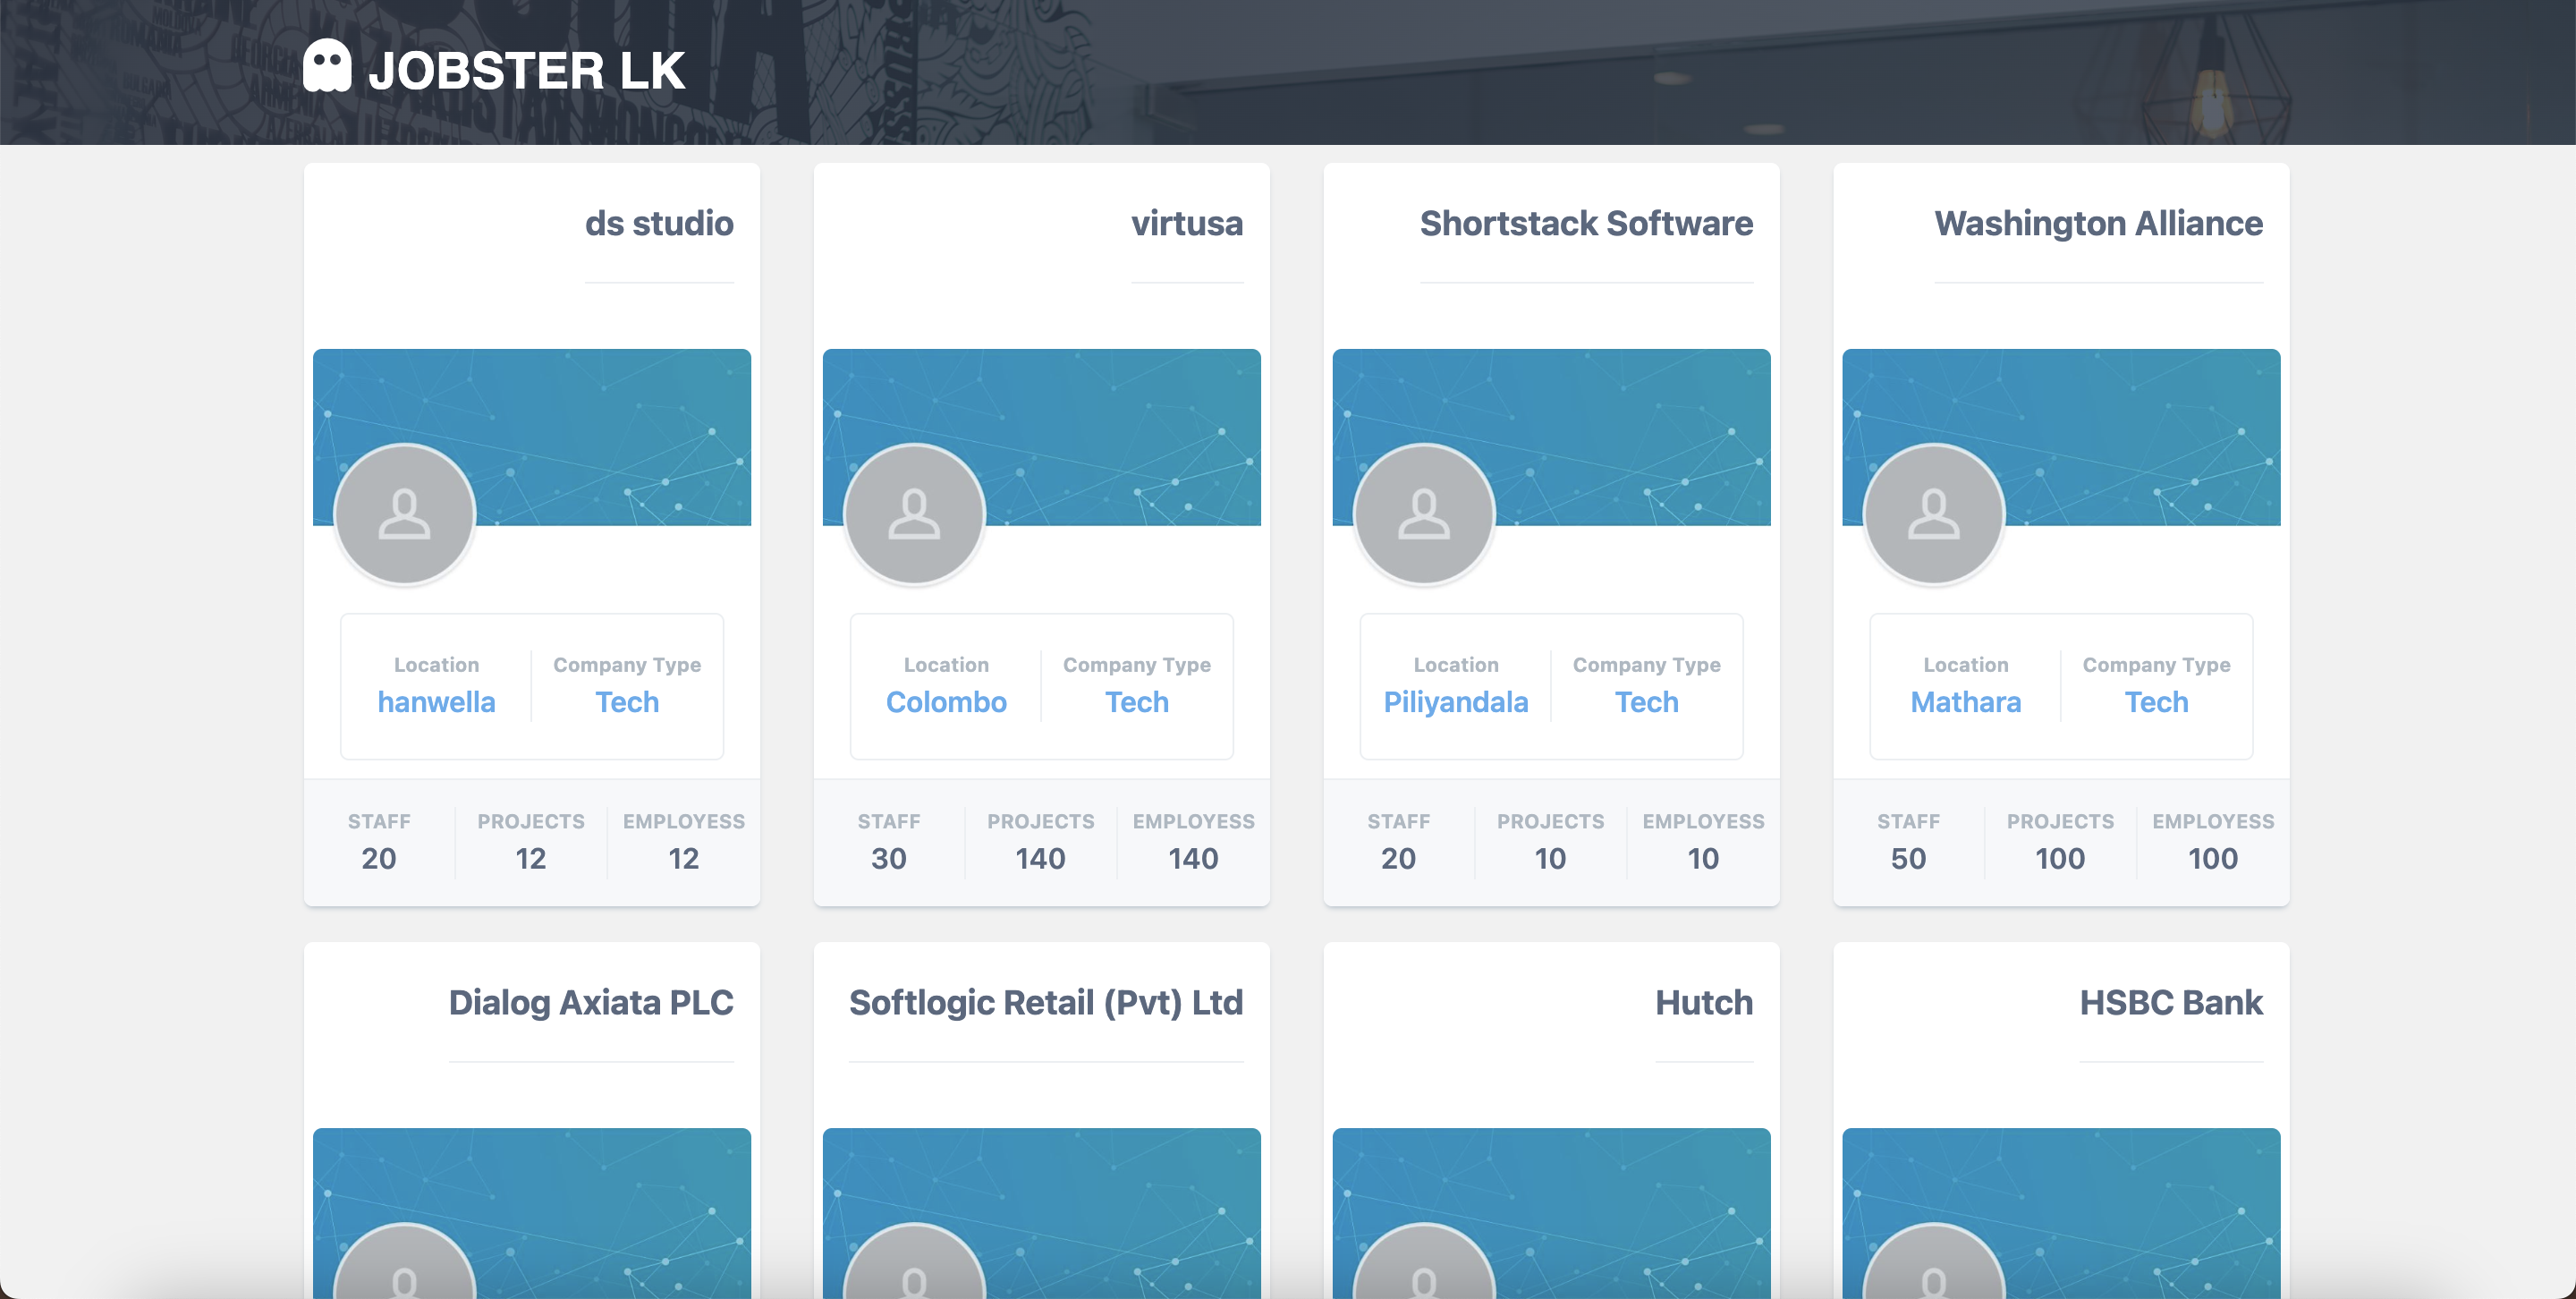 JOBSTER LK
ds studio
Location
Company Type
hanwella
Tech
STAFF
PROJECTS
EMPLOYESS
20
12
12
virtusa
Location
Company Type
Colombo
Tech
STAFF
PROJECTS
EMPLOYESS
30
140
140
Shortstack Software
Location
Company Type
Piliyandala
Tech
STAFF
PROJECTS
EMPLOYESS
20
10
10
Washington Alliance
Location
Company Type
Mathara
Tech
STAFF
PROJECTS
EMPLOYESS
50
100
100
Dialog Axiata PLC
Softlogic Retail (Pvt) Ltd
Hutch
HSBC Bank